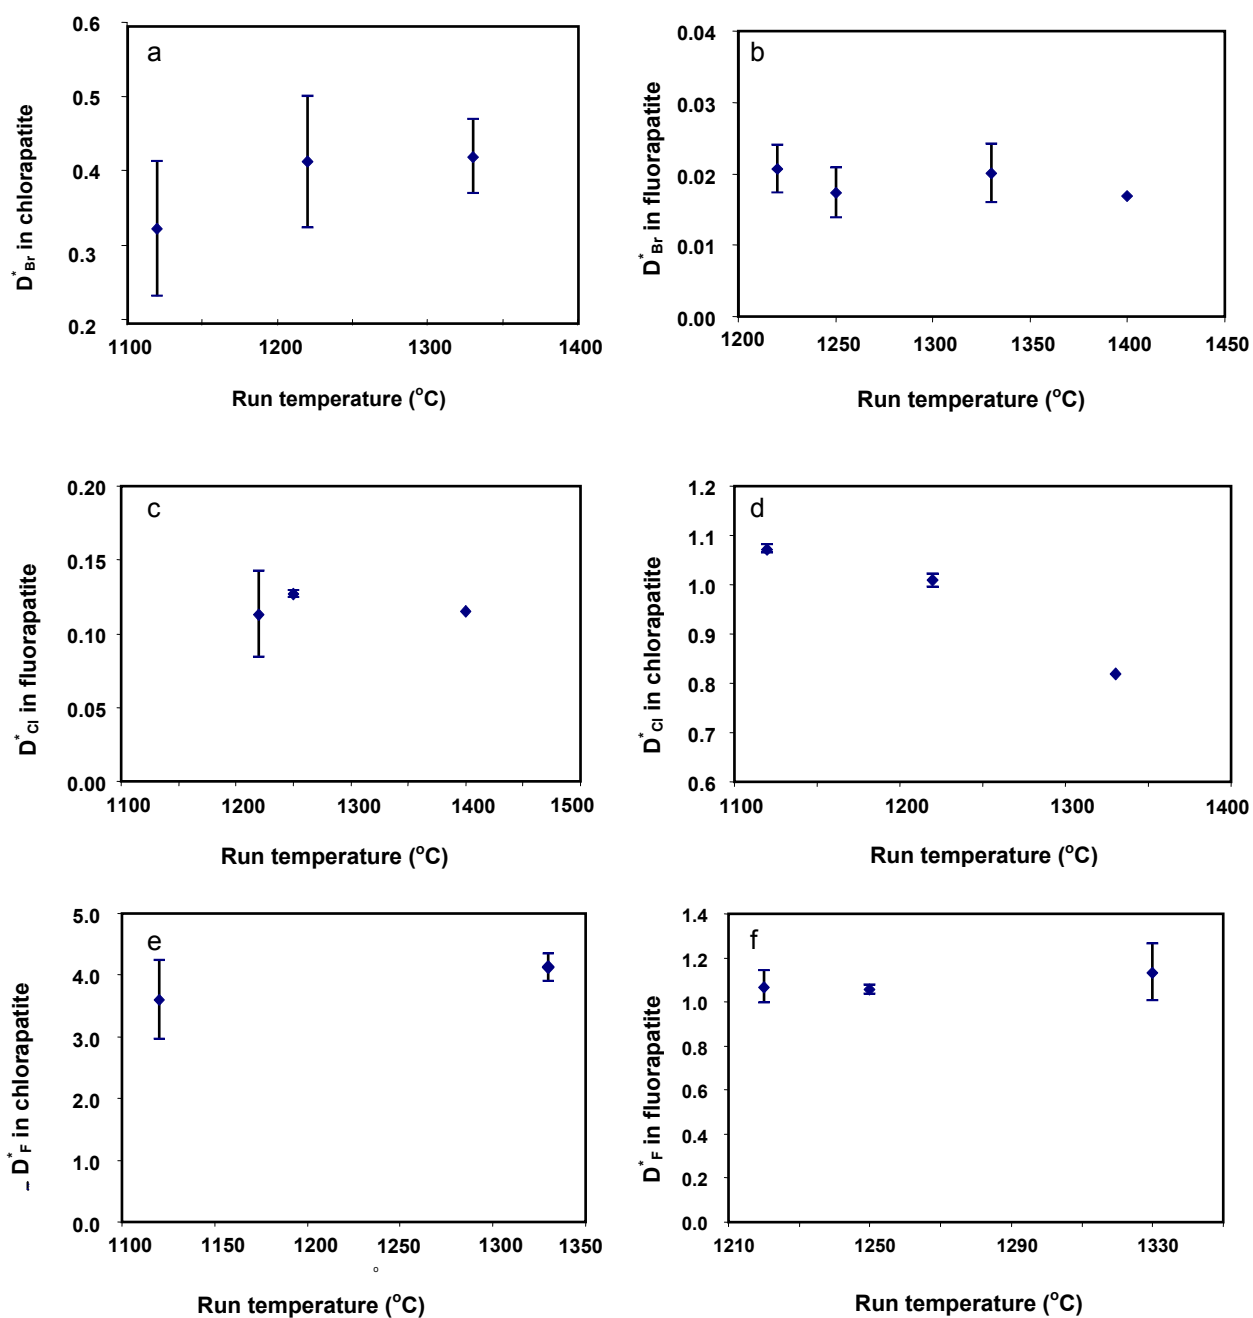 a
0.6
0.5
0.4
0.3
0.2
D*Br in chlorapatite
1100 1200 1300 1400
Run temperature (oC)
b
0.04
0.03
0.02
0.01
0.00
D*Br in fluorapatite
1200 1250 1300 1350 1400 1450
Run temperature (oC)
c
0.20
0.15
0.10
0.05
0.00
D*Cl in fluorapatite
1100 1200 1300 1400 1500
Run temperature (oC)
d
1.2
1.1
1.0
0.9
0.8
0.7
0.6
D*Cl in chlorapatite
1100 1200 1300 1400
Run temperature (oC)
e
5.0
4.0
3.0
2.0
1.0
0.0
D*F in chlorapatite
1100 1150 1200 1250 1300 1350
o
Run temperature (oC)
f
1.4
1.2
1.0
0.8
0.6
0.4
0.2
0.0
D*F in fluorapatite
1210 1250 1290 1330
Run temperature (oC)